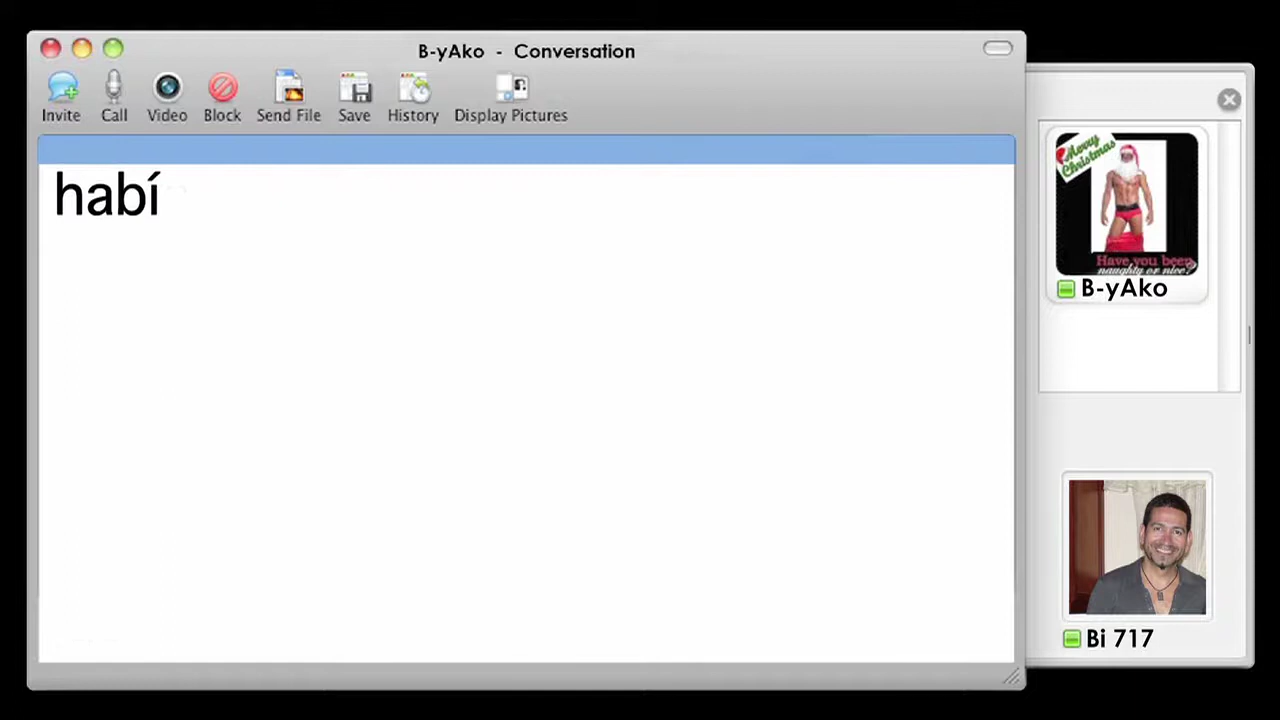 B-yAko - Conversation
Invite Call Video Block Send File Save History Display Pictures
habí
Merry
Christmas
Have you been
naughty or nice?
B-yAko
Bi 717